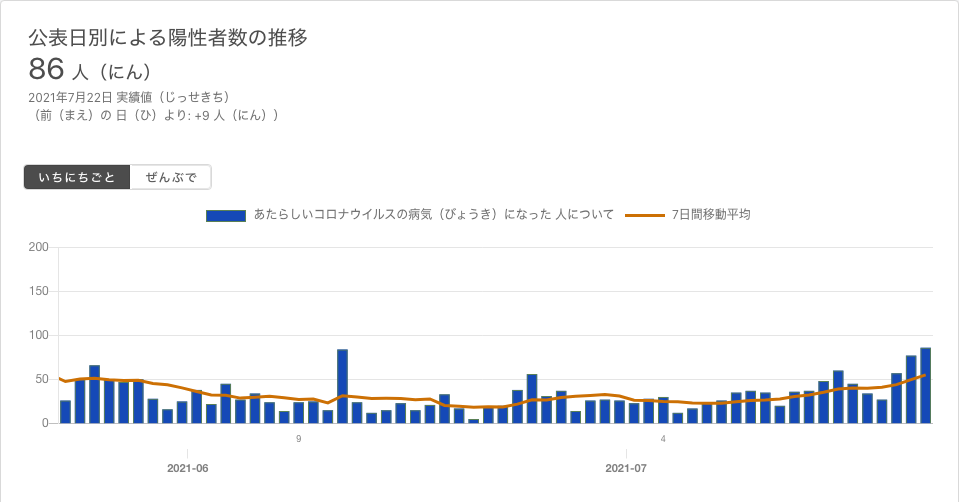 公表日別による陽性者数の推移
86 人（にん）
2021年7月22日 実績値（じっせきち）
（前（まえ）の 日（ひ）より: +9 人（にん））
いちにちごと ぜんぶで
あたらしいコロナウイルスの病気（びょうき）になった 人について 7日間移動平均
200
150
100
50
0
9 4
2021-06 2021-07